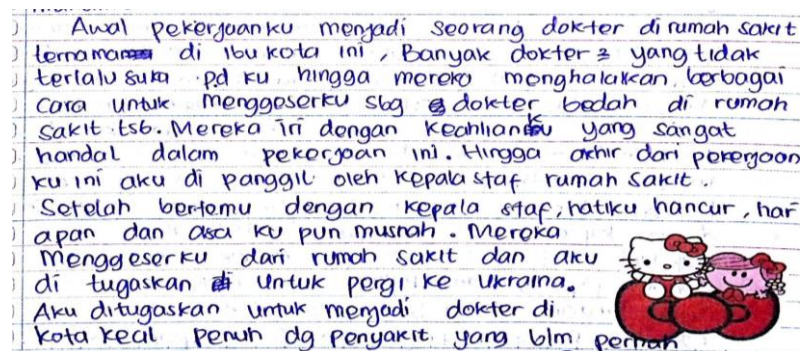 Awal pekerjaanku menjadi seorang dokter di rumah sakit
ternama di ibu kota ini, Banyak dokter2 yang tidak
terlalu suka pd ku hingga mereka menghalalkan berbagai
cara untuk menggeserku sbg dokter bedah di rumah
sakit tsb. Mereka iri dengan keahlianku yang sangat
handal dalam pekerjaan ini. Hingga akhir dari pekerjaan
ku ini aku di panggil oleh kepala staf rumah sakit.
Setelah bertemu dengan kepala staf, hatiku hancur, har
apan dan asa ku pun musnah. Mereka
menggeserku dari rumah sakit dan aku
di tugaskan untuk pergi ke Ukraina.
Aku ditugaskan untuk menjadi dokter di
kota kecil penuh dg penyakit yang blm pernah